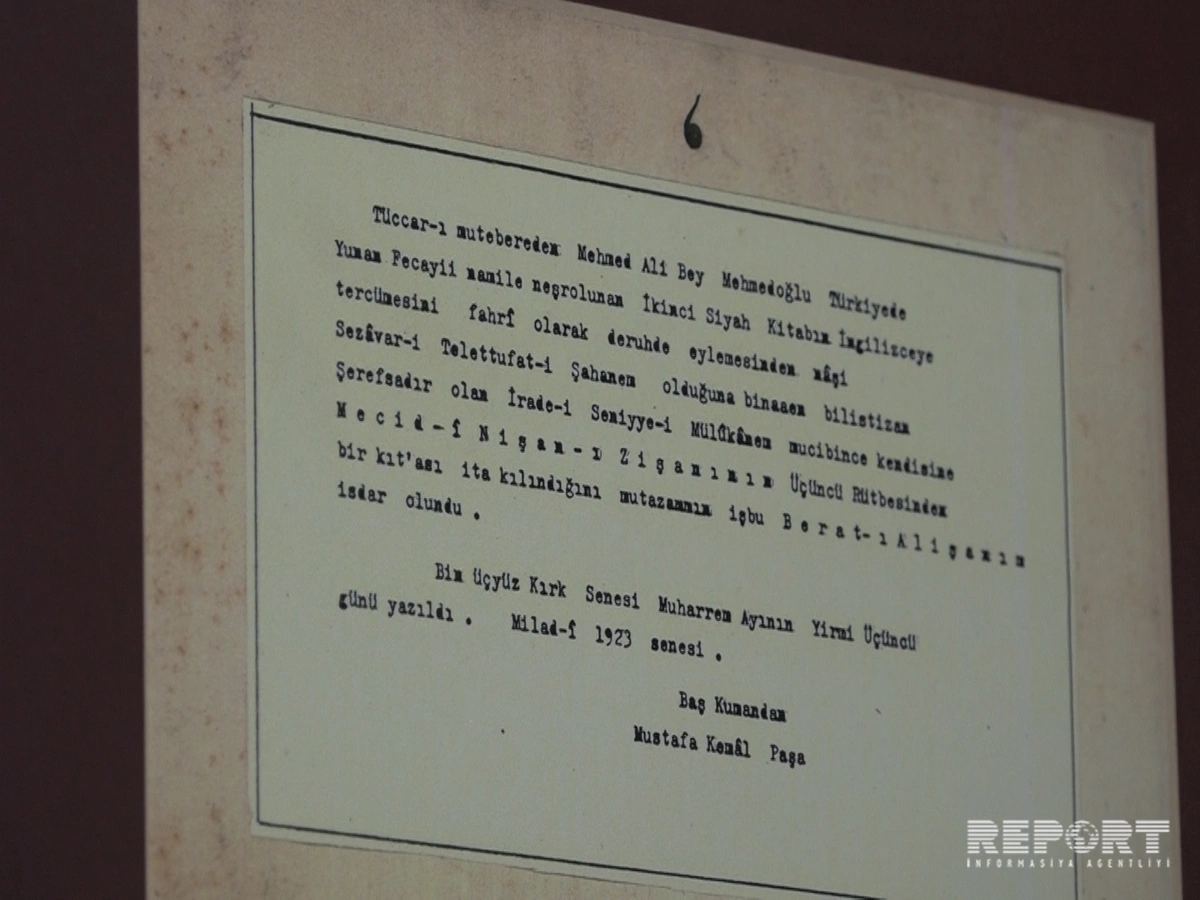 6
Tüccar-ı mutebereden Mehmed Ali Bey Mehmedoğlu Türkiyede
Yunan Fecayii namile neşrolunan İkinci Siyah Kitabın İngilizceye
tercümesini fahrî olarak deruhde eylemesinden nâşi
Sezâvar-i Telettufat-i Şahanem olduğuna binaaen bilistizan
Şerefsadır olan İrade-i Seniyye-i Mülûkânem mucibince kendisine
M e c i d - î N i ş a n - ı Z i ş a n ı n ı n Üçüncü Rütbesinden
bir kıt'ası ita kılındığını mutazammın işbu B e r a t - ı A l i ş a n ı m
isdar olundu .
Bin üçyüz Kırk Senesi Muharrem Ayının Yirmi Üçüncü
günü yazıldı . Milad-î 1923 senesi .
Baş Kumandan
Mustafa Kemâl Paşa
REPORT
İNFORMASİYA AGENTLİYİ